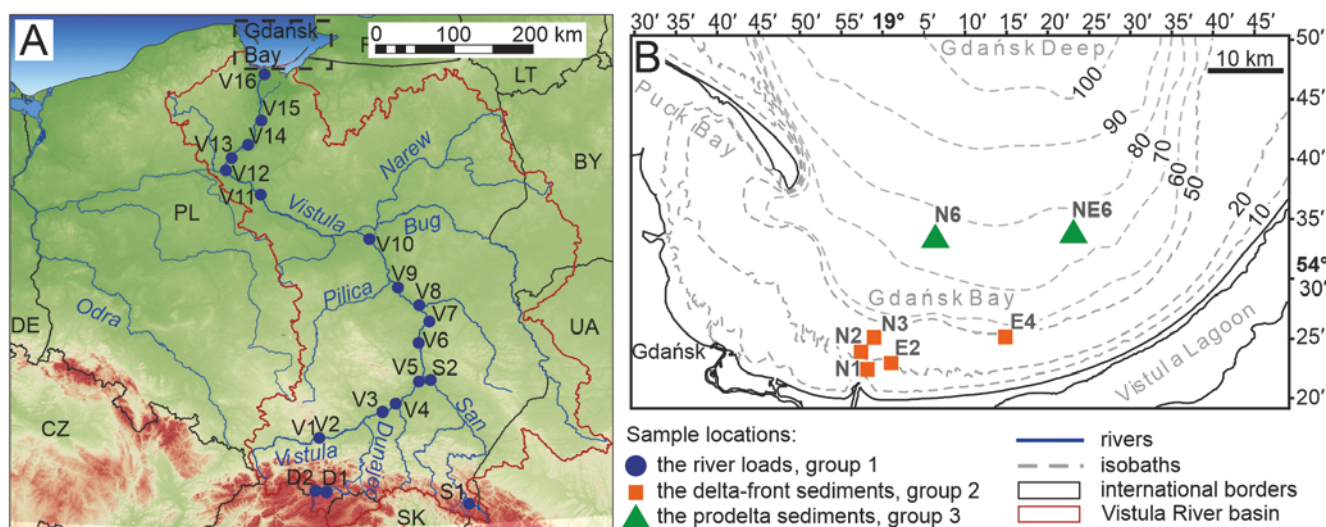 A
Gdańsk
Bay
0
100
200 km
LT
V16
V15
V14
V13
V12
V11
Narew
BY
PL
Vistula
Bug
V10
V9
Pilica
V8
V7
V6
UA
DE
Odra
V5
S2
V3
V4
San
CZ
V1
V2
Vistula
Dunajec
D2
D1
S1
SK
30' 35' 40' 45' 50' 55' 19° 5' 10' 15' 20' 25' 30' 35' 40' 45'
B
Gdańsk Deep
50'
10 km
100
Puck Bay
45'
90
80
40'
70
60
50
N6
NE6
20
35'
10
54°
30'
Gdańsk Bay
N3
E4
N2
25'
Gdańsk
E2
N1
Vistula Lagoon
20'
Sample locations:
the river loads, group 1
the delta-front sediments, group 2
the prodelta sediments, group 3
rivers
isobaths
international borders
Vistula River basin